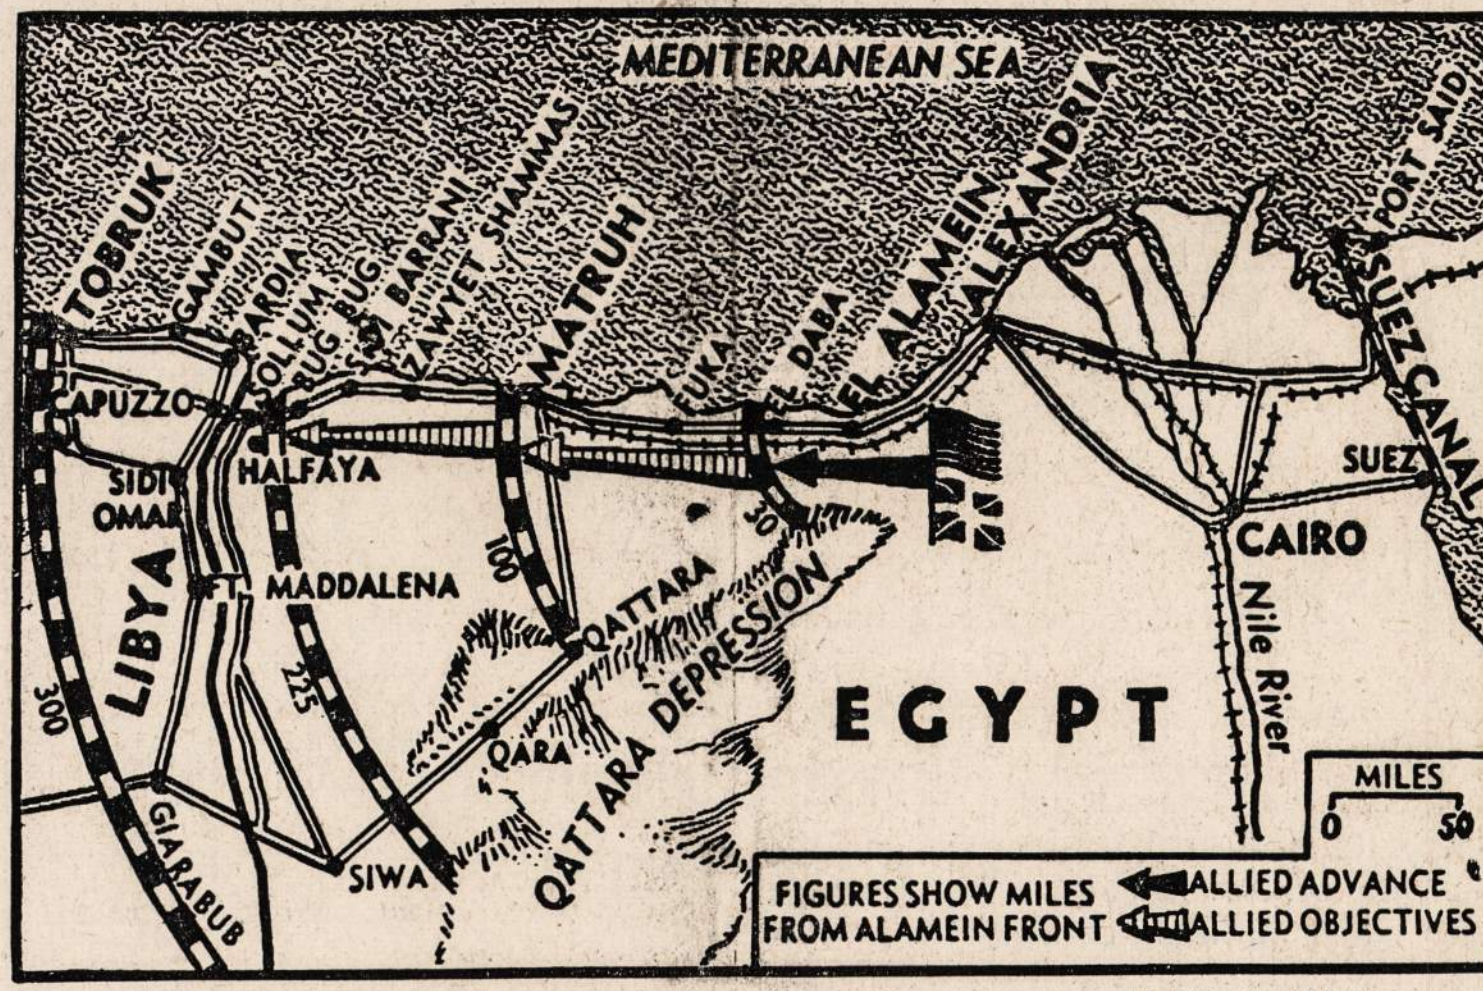 MEDITERRANEAN SEA
TOBRUK
GAMBUT
BARDIA
SOLLUM
BUG BUG
SIDI BARRANI
ZAWYET SHAMMAS
MATRUH
FUKA
EL DABA
EL ALAMEIN
ALEXANDRIA
PORT SAID
SUEZ CANAL
CAPUZZO
HALFAYA
SIDI
OMAR
SUEZ
30
100
CAIRO
FT. MADDALENA
LIBYA
QATTARA
QATTARA DEPRESSION
Nile River
225
300
EGYPT
QARA
GIARABUB
SIWA
MILES
0 50
FIGURES SHOW MILES
FROM ALAMEIN FRONT
ALLIED ADVANCE
ALLIED OBJECTIVES